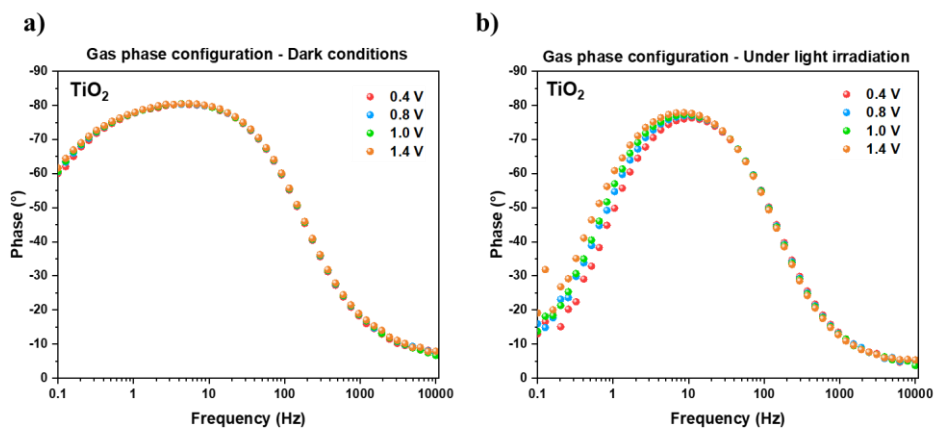 a)
Gas phase configuration - Dark conditions
TiO2
0.4 V
0.8 V
1.0 V
1.4 V
-90
-80
-70
-60
-50
-40
-30
-20
-10
0
Phase (°)
0.1
1
10
100
1000
10000
Frequency (Hz)
b)
Gas phase configuration - Under light irradiation
TiO2
0.4 V
0.8 V
1.0 V
1.4 V
-90
-80
-70
-60
-50
-40
-30
-20
-10
0
Phase (°)
0.1
1
10
100
1000
10000
Frequency (Hz)